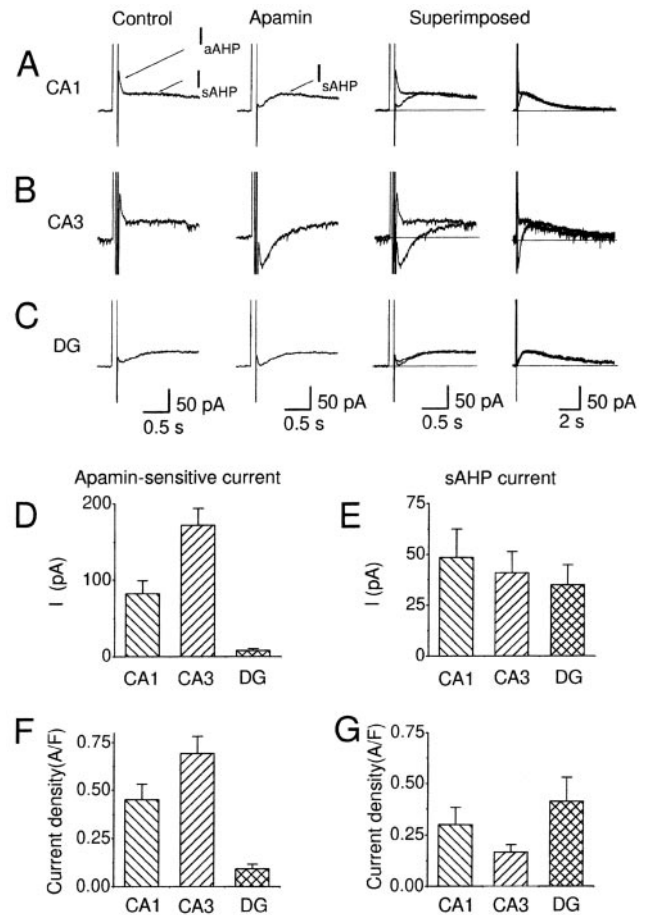 Control Apamin Superimposed
A
CA1
I aAHP
I sAHP
I sAHP
B
CA3
C
DG
50 pA
0.5 s
50 pA
0.5 s
50 pA
0.5 s
50 pA
2 s
Apamin-sensitive current
D
I (pA)
200
100
0
CA1 CA3 DG
sAHP current
E
I (pA)
75
50
25
0
CA1 CA3 DG
F
Current density(A/F)
0.75
0.50
0.25
0.00
CA1 CA3 DG
G
Current density(A/F)
0.75
0.50
0.25
0.00
CA1 CA3 DG